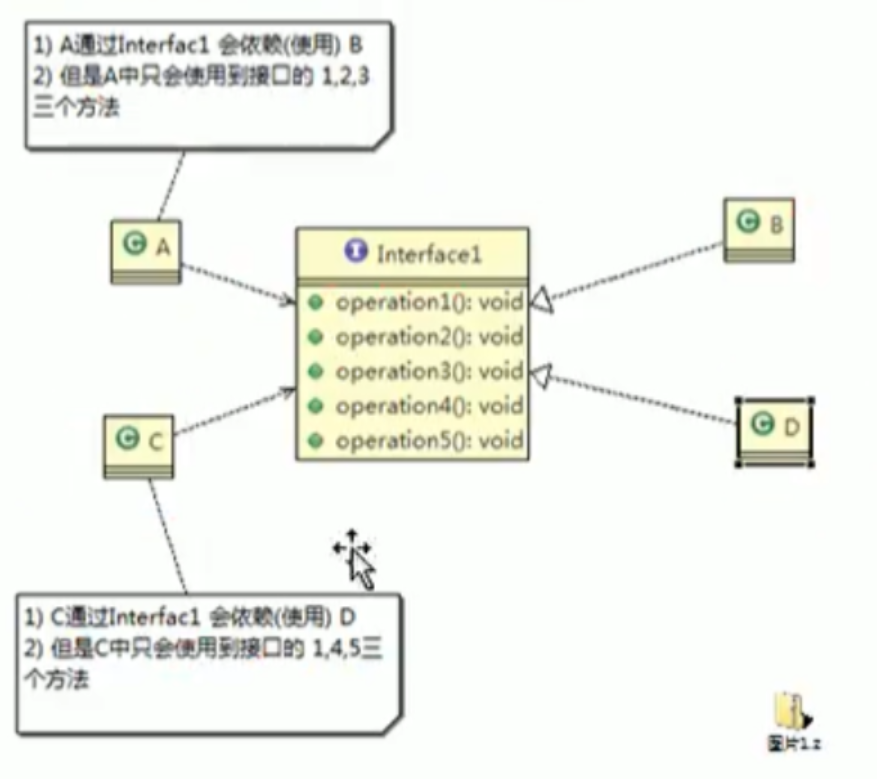 1) A通过Interfac1 会依赖(使用) B
2) 但是A中只会使用到接口的 1,2,3
三个方法
A
Interface1
operation1(): void
operation2(): void
operation3(): void
operation4(): void
operation5(): void
B
C
D
1) C通过Interfac1 会依赖(使用) D
2) 但是C中只会使用到接口的 1,4,5三
个方法
图片1.z